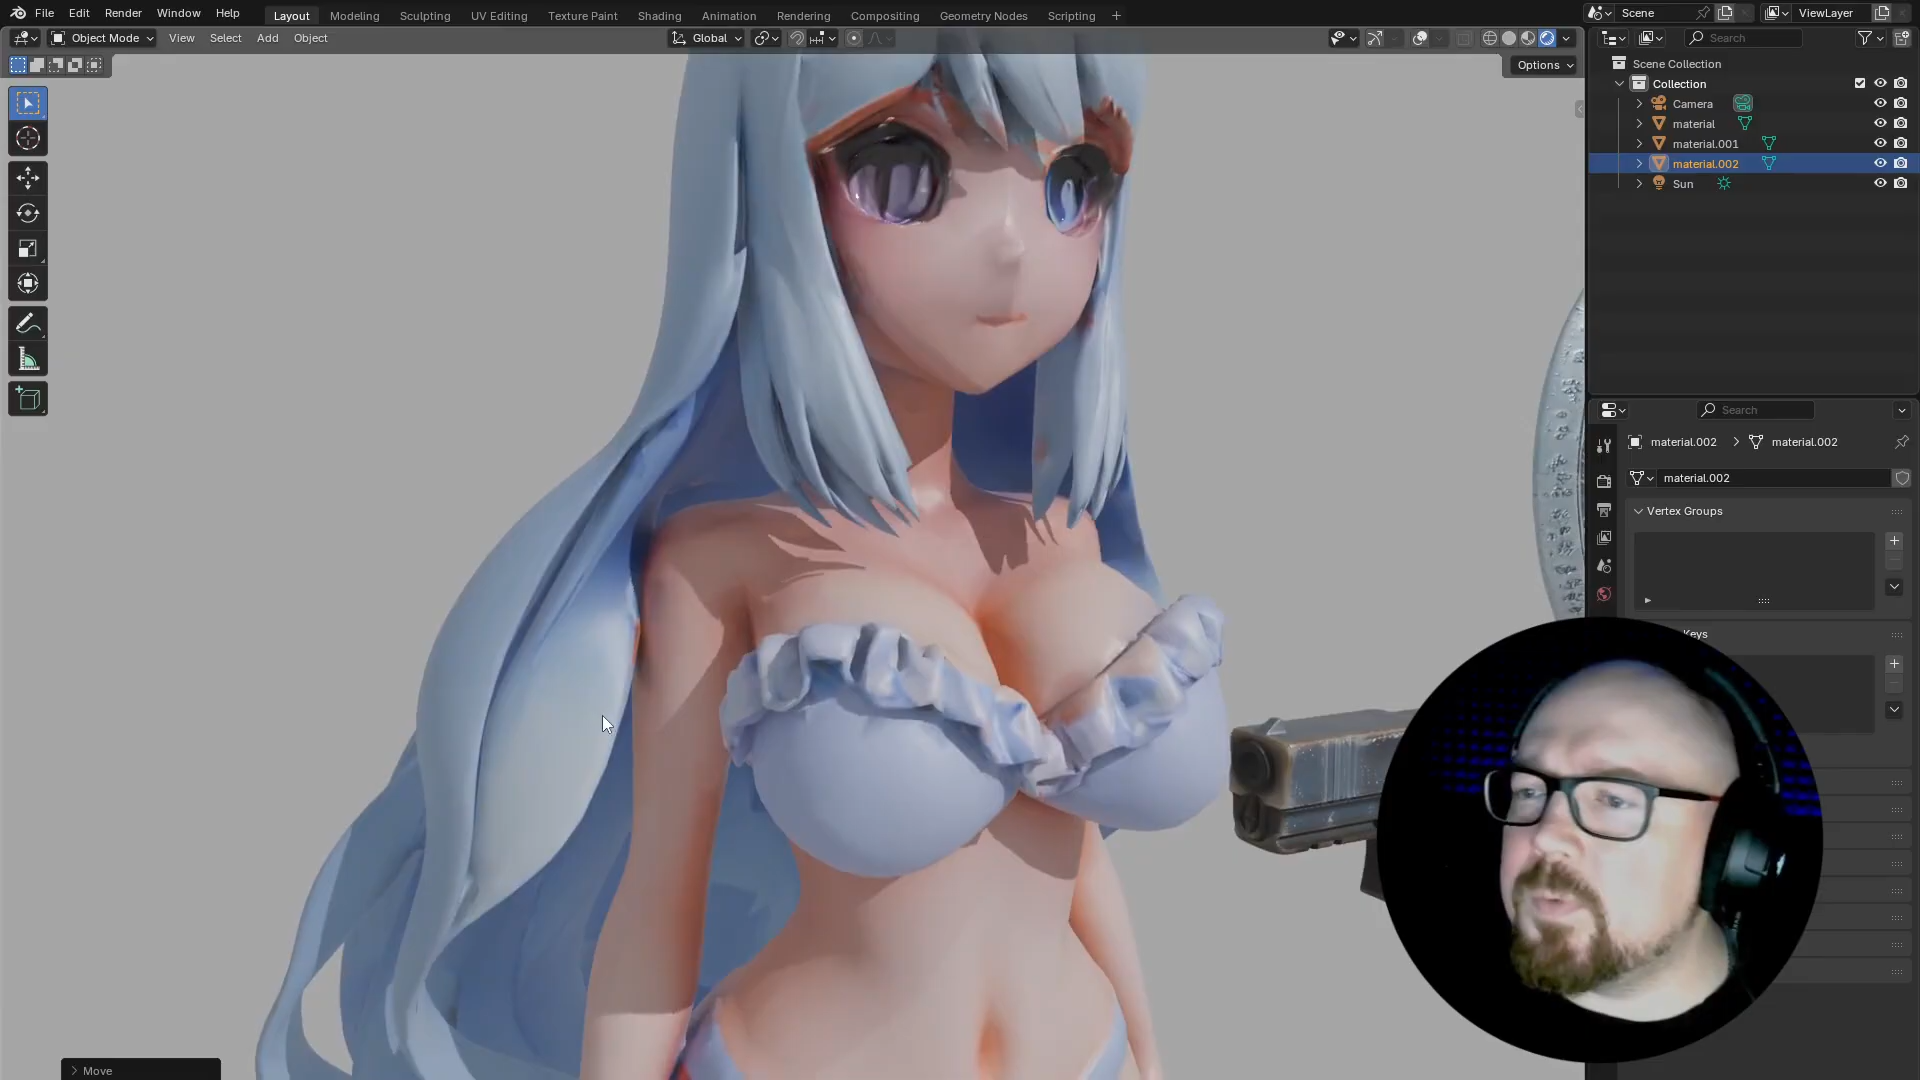 File Edit Render Window Help Layout Modeling Sculpting UV Editing Texture Paint Shading Animation Rendering Compositing Geometry Nodes Scripting + Scene ViewLayer
Object Mode View Select Add Object Global Search
Options
Scene Collection
Collection
Camera
material
material.001
material.002
Sun
Search
material.002 material.002
material.002
Vertex Groups
Keys
Move